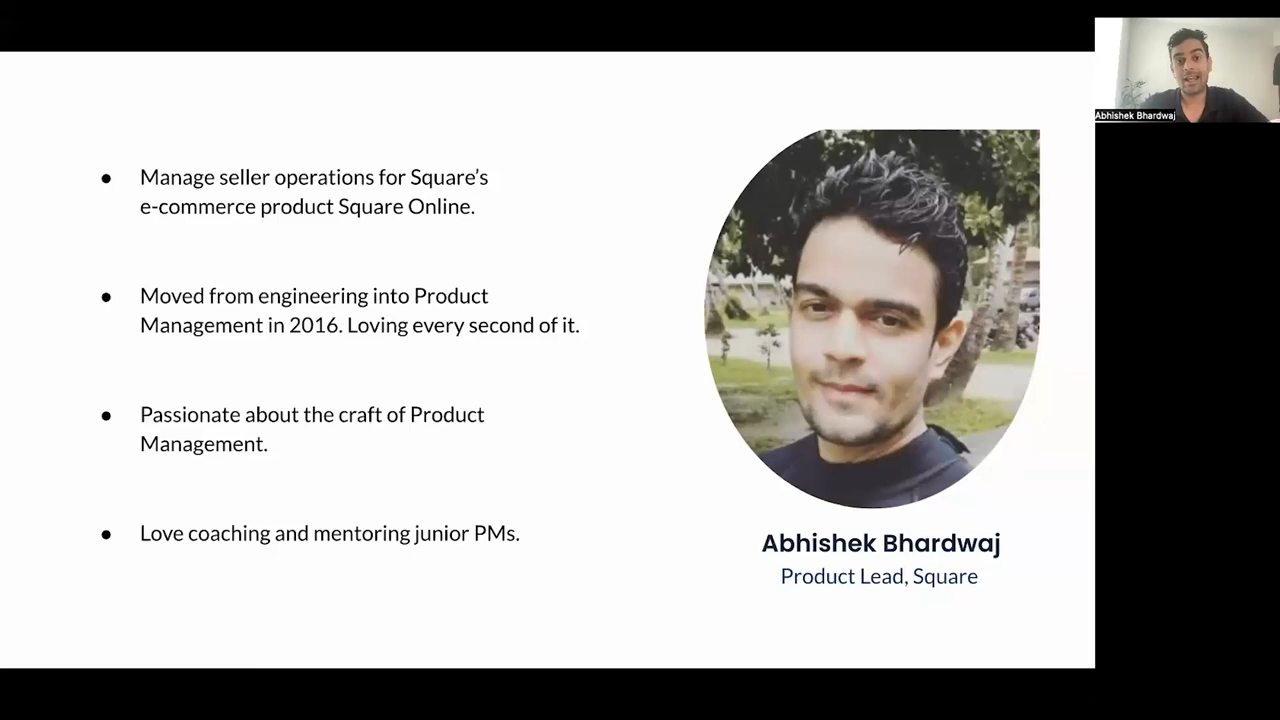 Manage seller operations for Square’s
e-commerce product Square Online.
Moved from engineering into Product
Management in 2016. Loving every second of it.
Passionate about the craft of Product
Management.
Love coaching and mentoring junior PMs.
Abhishek Bhardwaj
Product Lead, Square
Abhishek Bhardwaj